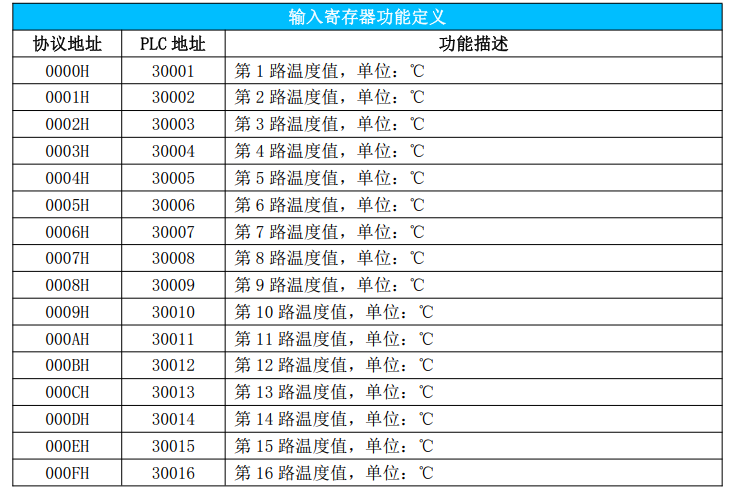 输入寄存器功能定义
协议地址 PLC 地址 功能描述
0000H 30001 第 1 路温度值，单位：℃
0001H 30002 第 2 路温度值，单位：℃
0002H 30003 第 3 路温度值，单位：℃
0003H 30004 第 4 路温度值，单位：℃
0004H 30005 第 5 路温度值，单位：℃
0005H 30006 第 6 路温度值，单位：℃
0006H 30007 第 7 路温度值，单位：℃
0007H 30008 第 8 路温度值，单位：℃
0008H 30009 第 9 路温度值，单位：℃
0009H 30010 第 10 路温度值，单位：℃
000AH 30011 第 11 路温度值，单位：℃
000BH 30012 第 12 路温度值，单位：℃
000CH 30013 第 13 路温度值，单位：℃
000DH 30014 第 14 路温度值，单位：℃
000EH 30015 第 15 路温度值，单位：℃
000FH 30016 第 16 路温度值，单位：℃